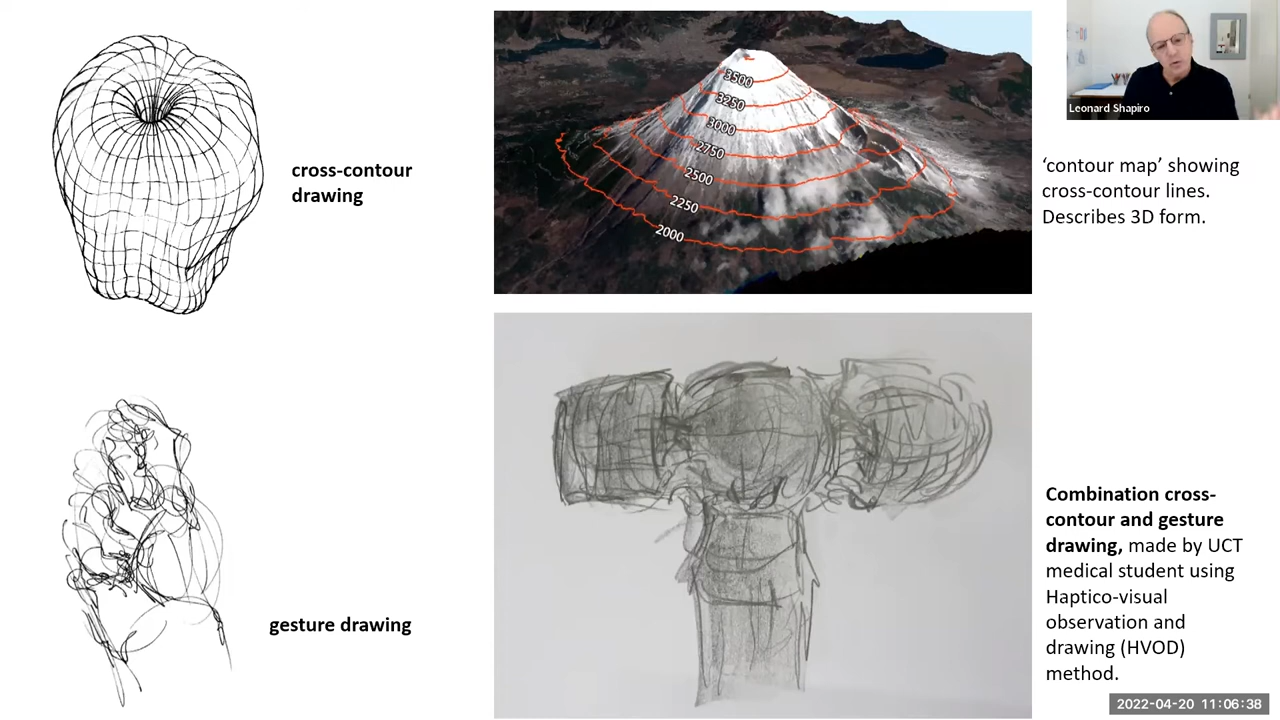 cross-contour
drawing
3500
3250
3000
2750
2500
2250
2000
Leonard Shapiro
‘contour map’ showing
cross-contour lines.
Describes 3D form.
gesture drawing
Combination cross-
contour and gesture
drawing, made by UCT
medical student using
Haptico-visual
observation and
drawing (HVOD)
method.
2022-04-20 11:06:38